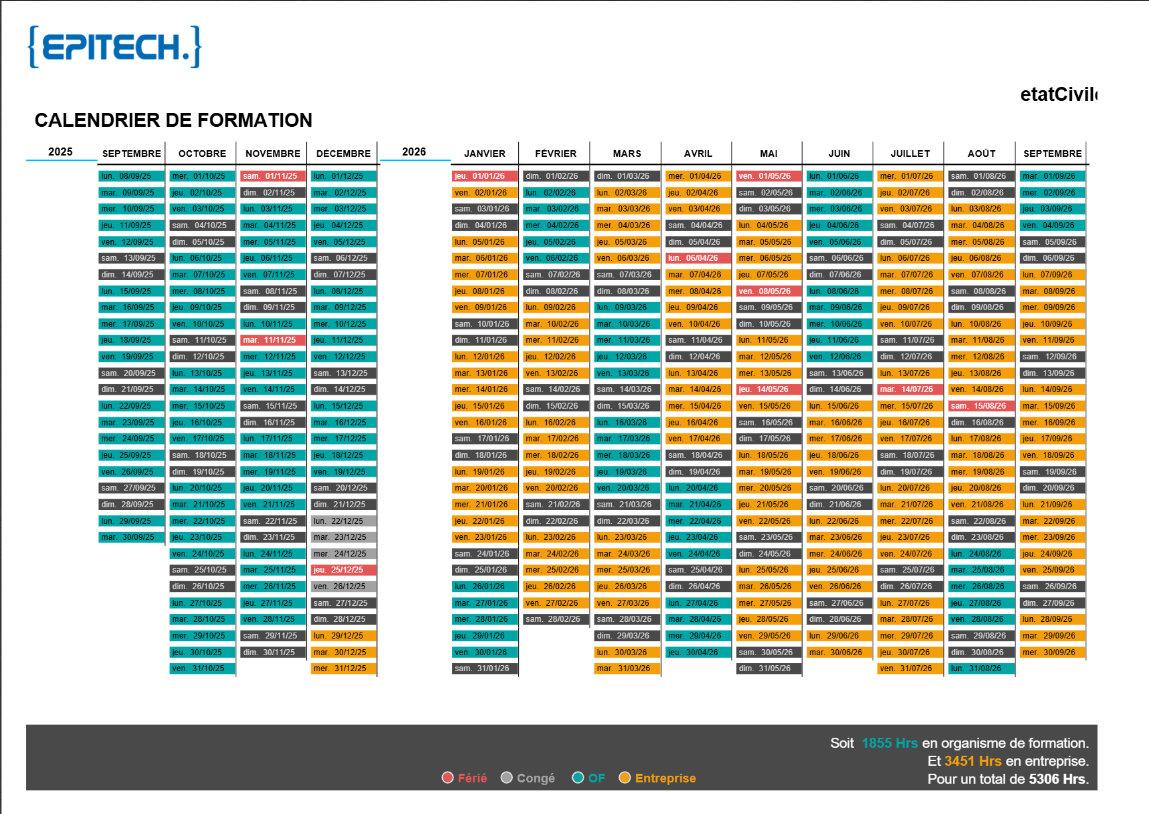 {EPITECH.}
etatCivil
CALENDRIER DE FORMATION
2025 SEPTEMBRE OCTOBRE NOVEMBRE DÉCEMBRE 2026 JANVIER FÉVRIER MARS AVRIL MAI JUIN JUILLET AOÛT SEPTEMBRE
lun. 08/09/25 mer. 01/10/25 sam. 01/11/25 lun. 01/12/25 jeu. 01/01/26 dim. 01/02/26 dim. 01/03/26 mer. 01/04/26 ven. 01/05/26 lun. 01/06/26 mer. 01/07/26 sam. 01/08/26 mar. 01/09/26
mar. 09/09/25 jeu. 02/10/25 dim. 02/11/25 mar. 02/12/25 ven. 02/01/26 lun. 02/02/26 lun. 02/03/26 jeu. 02/04/26 sam. 02/05/26 mar. 02/06/26 jeu. 02/07/26 dim. 02/08/26 mer. 02/09/26
mer. 10/09/25 ven. 03/10/25 lun. 03/11/25 mer. 03/12/25 sam. 03/01/26 mar. 03/02/26 mar. 03/03/26 ven. 03/04/26 dim. 03/05/26 mer. 03/06/26 ven. 03/07/26 lun. 03/08/26 jeu. 03/09/26
jeu. 11/09/25 sam. 04/10/25 mar. 04/11/25 jeu. 04/12/25 dim. 04/01/26 mer. 04/02/26 mer. 04/03/26 sam. 04/04/26 lun. 04/05/26 jeu. 04/06/26 sam. 04/07/26 mar. 04/08/26 ven. 04/09/26
ven. 12/09/25 dim. 05/10/25 mer. 05/11/25 ven. 05/12/25 lun. 05/01/26 jeu. 05/02/26 jeu. 05/03/26 dim. 05/04/26 mar. 05/05/26 ven. 05/06/26 dim. 05/07/26 mer. 05/08/26 sam. 05/09/26
sam. 13/09/25 lun. 06/10/25 jeu. 06/11/25 sam. 06/12/25 mar. 06/01/26 ven. 06/02/26 ven. 06/03/26 lun. 06/04/26 mer. 06/05/26 sam. 06/06/26 lun. 06/07/26 jeu. 06/08/26 dim. 06/09/26
dim. 14/09/25 mar. 07/10/25 ven. 07/11/25 dim. 07/12/25 mer. 07/01/26 sam. 07/02/26 sam. 07/03/26 mar. 07/04/26 jeu. 07/05/26 dim. 07/06/26 mar. 07/07/26 ven. 07/08/26 lun. 07/09/26
lun. 15/09/25 mer. 08/10/25 sam. 08/11/25 lun. 08/12/25 jeu. 08/01/26 dim. 08/02/26 dim. 08/03/26 mer. 08/04/26 ven. 08/05/26 lun. 08/06/26 mer. 08/07/26 sam. 08/08/26 mar. 08/09/26
mar. 16/09/25 jeu. 09/10/25 dim. 09/11/25 mar. 09/12/25 ven. 09/01/26 lun. 09/02/26 lun. 09/03/26 jeu. 09/04/26 sam. 09/05/26 mar. 09/06/26 jeu. 09/07/26 dim. 09/08/26 mer. 09/09/26
mer. 17/09/25 ven. 10/10/25 lun. 10/11/25 mer. 10/12/25 sam. 10/01/26 mar. 10/02/26 mar. 10/03/26 ven. 10/04/26 dim. 10/05/26 mer. 10/06/26 ven. 10/07/26 lun. 10/08/26 jeu. 10/09/26
jeu. 18/09/25 sam. 11/10/25 mar. 11/11/25 jeu. 11/12/25 dim. 11/01/26 mer. 11/02/26 mer. 11/03/26 sam. 11/04/26 lun. 11/05/26 jeu. 11/06/26 sam. 11/07/26 mar. 11/08/26 ven. 11/09/26
ven. 19/09/25 dim. 12/10/25 mer. 12/11/25 ven. 12/12/25 lun. 12/01/26 jeu. 12/02/26 jeu. 12/03/26 dim. 12/04/26 mar. 12/05/26 ven. 12/06/26 dim. 12/07/26 mer. 12/08/26 sam. 12/09/26
sam. 20/09/25 lun. 13/10/25 jeu. 13/11/25 sam. 13/12/25 mar. 13/01/26 ven. 13/02/26 ven. 13/03/26 lun. 13/04/26 mer. 13/05/26 sam. 13/06/26 lun. 13/07/26 jeu. 13/08/26 dim. 13/09/26
dim. 21/09/25 mar. 14/10/25 ven. 14/11/25 dim. 14/12/25 mer. 14/01/26 sam. 14/02/26 sam. 14/03/26 mar. 14/04/26 jeu. 14/05/26 dim. 14/06/26 mar. 14/07/26 ven. 14/08/26 lun. 14/09/26
lun. 22/09/25 mer. 15/10/25 sam. 15/11/25 lun. 15/12/25 jeu. 15/01/26 dim. 15/02/26 dim. 15/03/26 mer. 15/04/26 ven. 15/05/26 lun. 15/06/26 mer. 15/07/26 sam. 15/08/26 mar. 15/09/26
mar. 23/09/25 jeu. 16/10/25 dim. 16/11/25 mar. 16/12/25 ven. 16/01/26 lun. 16/02/26 lun. 16/03/26 jeu. 16/04/26 sam. 16/05/26 mar. 16/06/26 jeu. 16/07/26 dim. 16/08/26 mer. 16/09/26
mer. 24/09/25 ven. 17/10/25 lun. 17/11/25 mer. 17/12/25 sam. 17/01/26 mar. 17/02/26 mar. 17/03/26 ven. 17/04/26 dim. 17/05/26 mer. 17/06/26 ven. 17/07/26 lun. 17/08/26 jeu. 17/09/26
jeu. 25/09/25 sam. 18/10/25 mar. 18/11/25 jeu. 18/12/25 dim. 18/01/26 mer. 18/02/26 mer. 18/03/26 sam. 18/04/26 lun. 18/05/26 jeu. 18/06/26 sam. 18/07/26 mar. 18/08/26 ven. 18/09/26
ven. 26/09/25 dim. 19/10/25 mer. 19/11/25 ven. 19/12/25 lun. 19/01/26 jeu. 19/02/26 jeu. 19/03/26 dim. 19/04/26 mar. 19/05/26 ven. 19/06/26 dim. 19/07/26 mer. 19/08/26 sam. 19/09/26
sam. 27/09/25 lun. 20/10/25 jeu. 20/11/25 sam. 20/12/25 mar. 20/01/26 ven. 20/02/26 ven. 20/03/26 lun. 20/04/26 mer. 20/05/26 sam. 20/06/26 lun. 20/07/26 jeu. 20/08/26 dim. 20/09/26
dim. 28/09/25 mar. 21/10/25 ven. 21/11/25 dim. 21/12/25 mer. 21/01/26 sam. 21/02/26 sam. 21/03/26 mar. 21/04/26 jeu. 21/05/26 dim. 21/06/26 mar. 21/07/26 ven. 21/08/26 lun. 21/09/26
lun. 29/09/25 mer. 22/10/25 sam. 22/11/25 lun. 22/12/25 jeu. 22/01/26 dim. 22/02/26 dim. 22/03/26 mer. 22/04/26 ven. 22/05/26 lun. 22/06/26 mer. 22/07/26 sam. 22/08/26 mar. 22/09/26
mar. 30/09/25 jeu. 23/10/25 dim. 23/11/25 mar. 23/12/25 ven. 23/01/26 lun. 23/02/26 lun. 23/03/26 jeu. 23/04/26 sam. 23/05/26 mar. 23/06/26 jeu. 23/07/26 dim. 23/08/26 mer. 23/09/26
ven. 24/10/25 lun. 24/11/25 mer. 24/12/25 sam. 24/01/26 mar. 24/02/26 mar. 24/03/26 ven. 24/04/26 dim. 24/05/26 mer. 24/06/26 ven. 24/07/26 lun. 24/08/26 jeu. 24/09/26
sam. 25/10/25 mar. 25/11/25 jeu. 25/12/25 dim. 25/01/26 mer. 25/02/26 mer. 25/03/26 sam. 25/04/26 lun. 25/05/26 jeu. 25/06/26 sam. 25/07/26 mar. 25/08/26 ven. 25/09/26
dim. 26/10/25 mer. 26/11/25 ven. 26/12/25 lun. 26/01/26 jeu. 26/02/26 jeu. 26/03/26 dim. 26/04/26 mar. 26/05/26 ven. 26/06/26 dim. 26/07/26 mer. 26/08/26 sam. 26/09/26
lun. 27/10/25 jeu. 27/11/25 sam. 27/12/25 mar. 27/01/26 ven. 27/02/26 ven. 27/03/26 lun. 27/04/26 mer. 27/05/26 sam. 27/06/26 lun. 27/07/26 jeu. 27/08/26 dim. 27/09/26
mar. 28/10/25 ven. 28/11/25 dim. 28/12/25 mer. 28/01/26 sam. 28/02/26 sam. 28/03/26 mar. 28/04/26 jeu. 28/05/26 dim. 28/06/26 mar. 28/07/26 ven. 28/08/26 lun. 28/09/26
mer. 29/10/25 sam. 29/11/25 lun. 29/12/25 jeu. 29/01/26 dim. 29/03/26 mer. 29/04/26 ven. 29/05/26 lun. 29/06/26 mer. 29/07/26 sam. 29/08/26 mar. 29/09/26
jeu. 30/10/25 dim. 30/11/25 mar. 30/12/25 ven. 30/01/26 lun. 30/03/26 jeu. 30/04/26 sam. 30/05/26 mar. 30/06/26 jeu. 30/07/26 dim. 30/08/26 mer. 30/09/26
ven. 31/10/25 mer. 31/12/25 sam. 31/01/26 mar. 31/03/26 dim. 31/05/26 ven. 31/07/26 lun. 31/08/26
Soit 1855 Hrs en organisme de formation.
Et 3451 Hrs en entreprise.
Férié Congé OF Entreprise
Pour un total de 5306 Hrs.